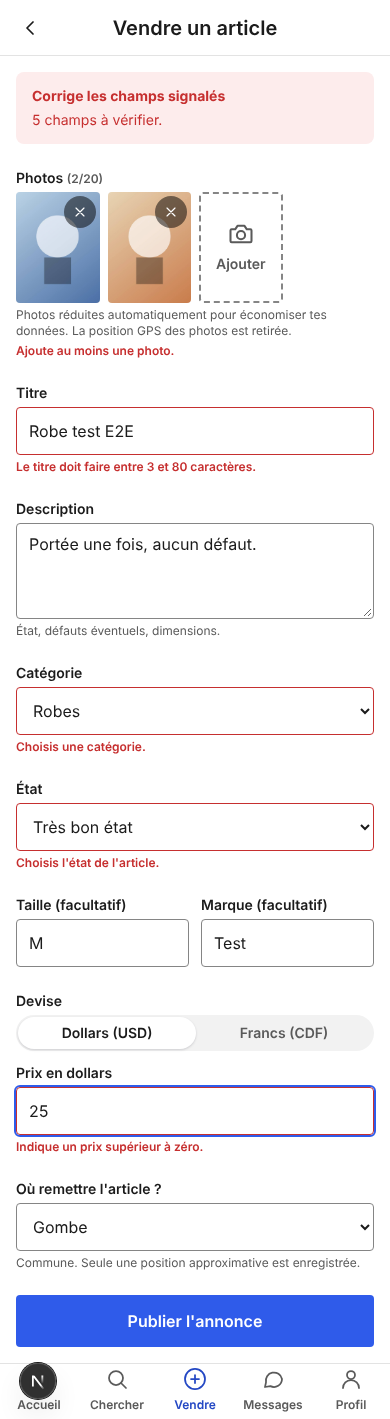 Vendre un article
Corrige les champs signalés
5 champs à vérifier.
Photos (2/20)
Ajouter
Photos réduites automatiquement pour économiser tes
données. La position GPS des photos est retirée.
Ajoute au moins une photo.
Titre
Robe test E2E
Le titre doit faire entre 3 et 80 caractères.
Description
Portée une fois, aucun défaut.
État, défauts éventuels, dimensions.
Catégorie
Robes
Choisis une catégorie.
État
Très bon état
Choisis l'état de l'article.
Taille (facultatif) Marque (facultatif)
M Test
Devise
Dollars (USD) Francs (CDF)
Prix en dollars
25
Indique un prix supérieur à zéro.
Où remettre l'article ?
Gombe
Commune. Seule une position approximative est enregistrée.
Publier l'annonce
N
Accueil Chercher Vendre Messages Profil